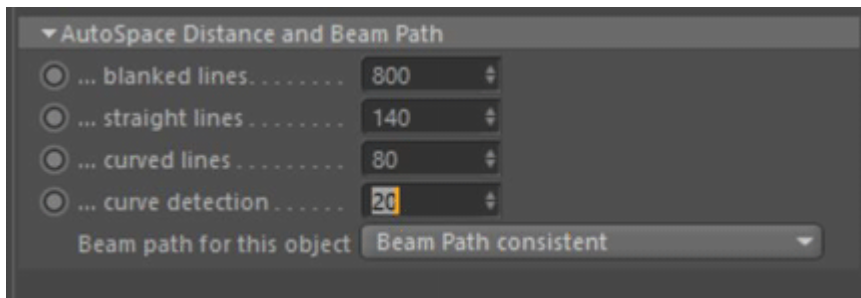 AutoSpace Distance and Beam Path
... blanked lines. . . . . . . . 800
... straight lines . . . . . . . . 140
... curved lines . . . . . . . . . 80
... curve detection . . . . . . 20
Beam path for this object Beam Path consistent